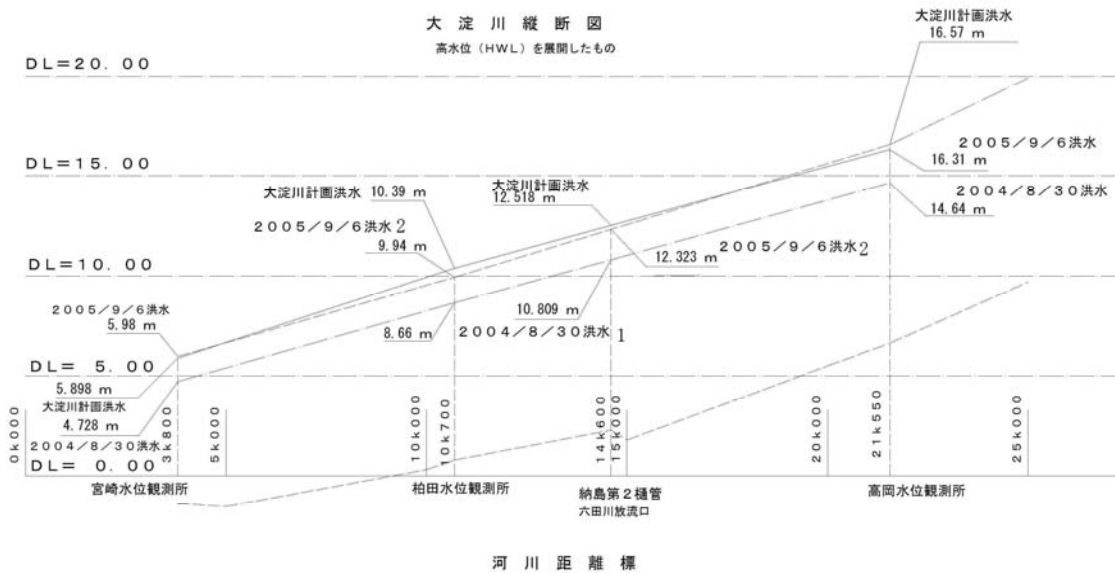 大淀川縦断図
高水位（HWL）を展開したもの
大淀川計画洪水
16.57 m
DL=20.00
DL=15.00
2005/9/6洪水
16.31 m
大淀川計画洪水
10.39 m
大淀川計画洪水
12.518 m
2004/8/30洪水
14.64 m
2005/9/6洪水2
9.94 m
2005/9/6洪水2
12.323 m
DL=10.00
2005/9/6洪水
5.98 m
10.809 m
8.66 m
2004/8/30洪水1
DL= 5.00
5.898 m
大淀川計画洪水
4.728 m
2004/8/30洪水
DL= 0.00
0k000
3k800
5k000
10k000
10k700
14k600
15k000
20k000
21k550
25k000
宮崎水位観測所
柏田水位観測所
納島第2樋管
六田川放流口
高岡水位観測所
河川距離標